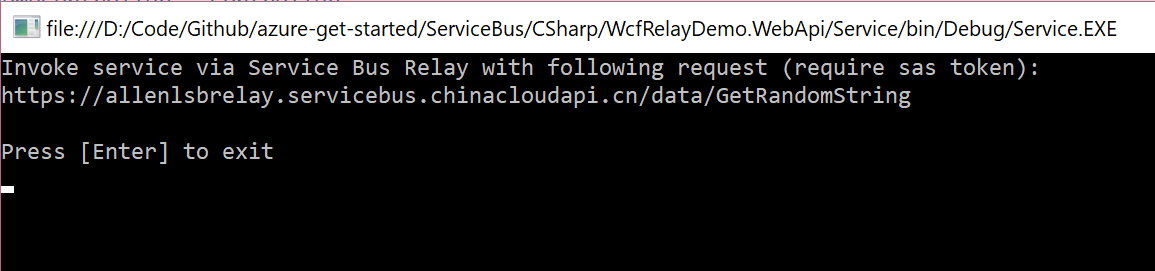 file:///D:/Code/Github/azure-get-started/ServiceBus/CSharp/WcfRelayDemo.WebApi/Service/bin/Debug/Service.EXE
Invoke service via Service Bus Relay with following request (require sas token):
https://allenlsbrelay.servicebus.chinacloudapi.cn/data/GetRandomString
Press [Enter] to exit